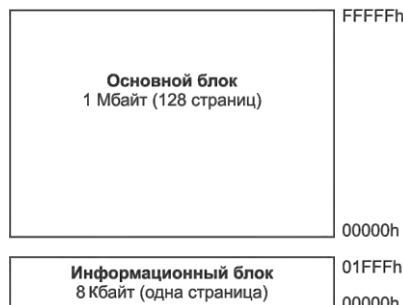 FFFFFh
Основной блок
1 Мбайт (128 страниц)
00000h
01FFFh
Информационный блок
8 Кбайт (одна страница)
00000h